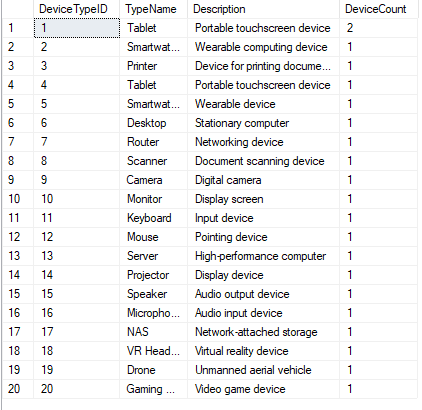 DeviceTypeID TypeName Description DeviceCount
1 1 Tablet Portable touchscreen device 2
2 2 Smartwat... Wearable computing device 1
3 3 Printer Device for printing docume... 1
4 4 Tablet Portable touchscreen device 1
5 5 Smartwat... Wearable device 1
6 6 Desktop Stationary computer 1
7 7 Router Networking device 1
8 8 Scanner Document scanning device 1
9 9 Camera Digital camera 1
10 10 Monitor Display screen 1
11 11 Keyboard Input device 1
12 12 Mouse Pointing device 1
13 13 Server High-performance computer 1
14 14 Projector Display device 1
15 15 Speaker Audio output device 1
16 16 Micropho... Audio input device 1
17 17 NAS Network-attached storage 1
18 18 VR Head... Virtual reality device 1
19 19 Drone Unmanned aerial vehicle 1
20 20 Gaming ... Video game device 1